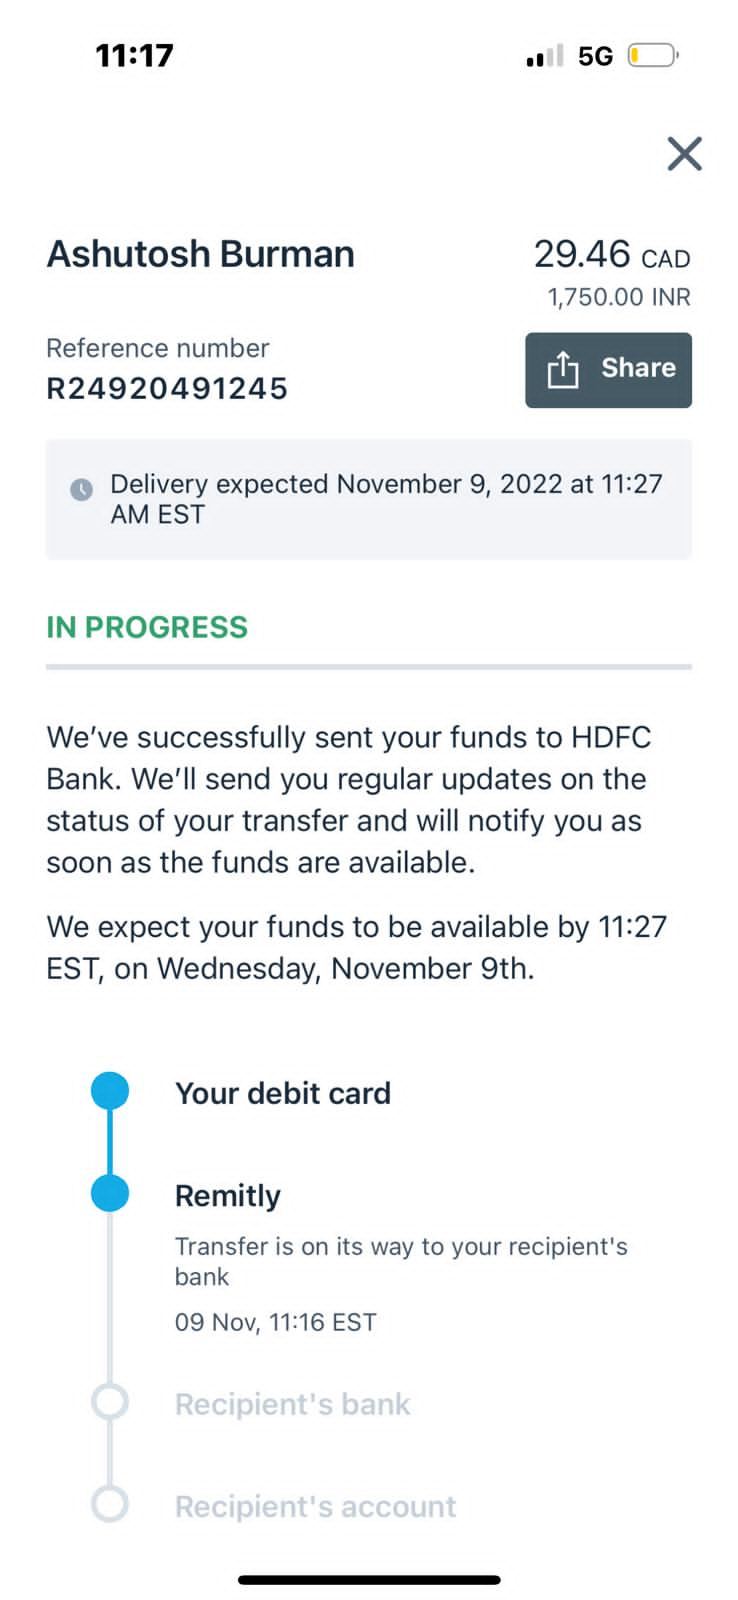 11:17 5G
Ashutosh Burman 29.46 CAD
1,750.00 INR
Reference number
R24920491245 Share
Delivery expected November 9, 2022 at 11:27
AM EST
IN PROGRESS
We’ve successfully sent your funds to HDFC
Bank. We’ll send you regular updates on the
status of your transfer and will notify you as
soon as the funds are available.
We expect your funds to be available by 11:27
EST, on Wednesday, November 9th.
Your debit card
Remitly
Transfer is on its way to your recipient's
bank
09 Nov, 11:16 EST
Recipient's bank
Recipient's account